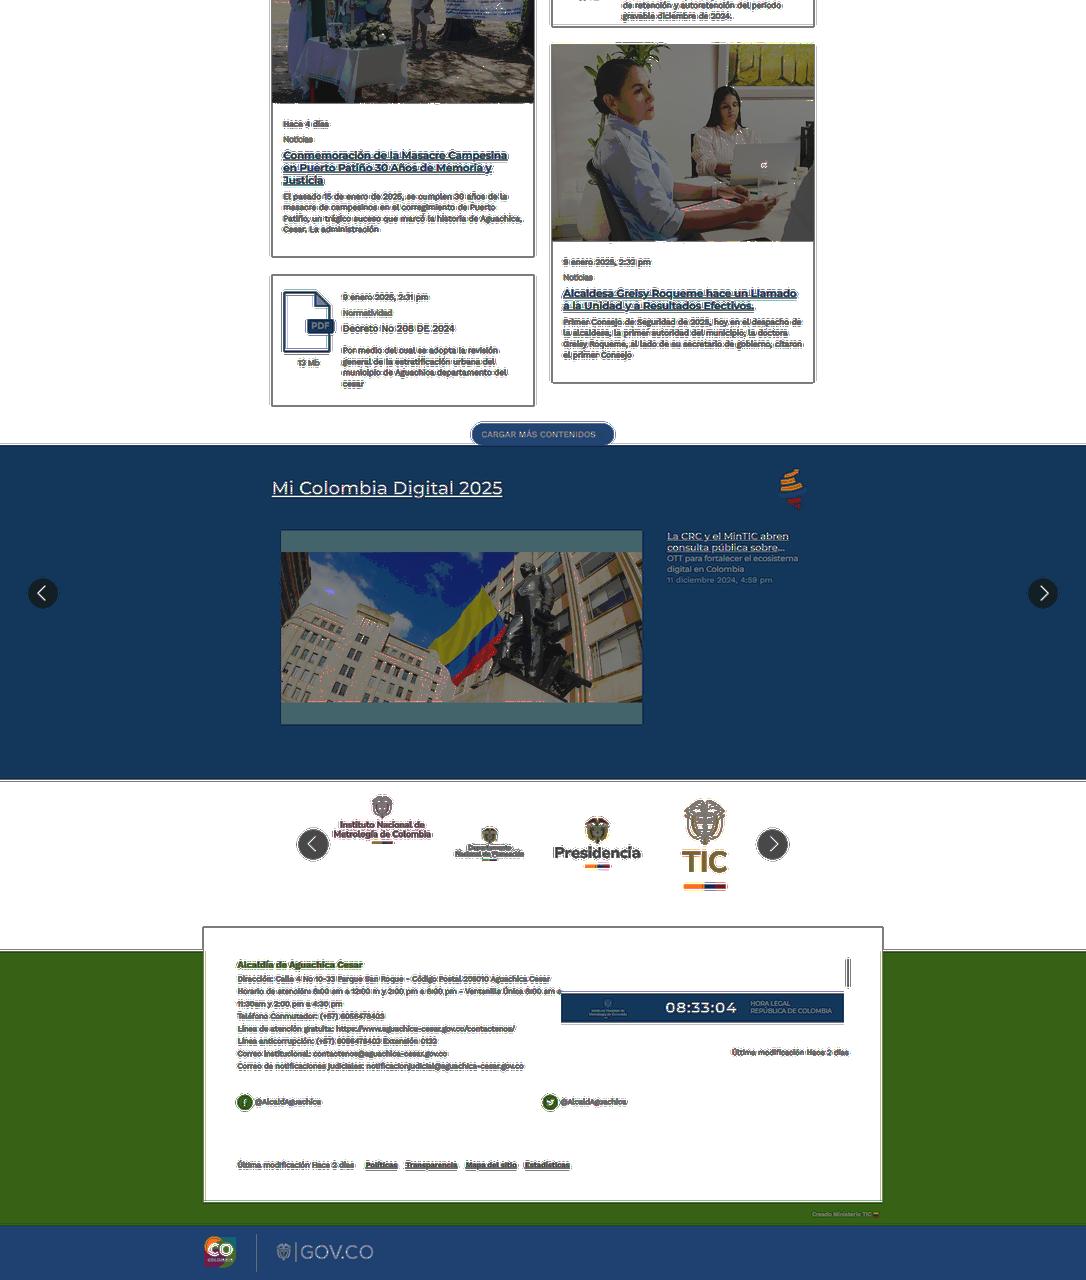 de retención y autoretención del período
gravable diciembre de 2024.
Hace 4 días
Noticias
Conmemoración de la Masacre Campesina
en Puerto Patiño 30 Años de Memoria y
Justicia
El pasado 15 de enero de 2025, se cumplen 30 años de la
masacre de campesinos en el corregimiento de Puerto
Patiño, un trágico suceso que marcó la historia de Aguachica,
Cesar. La administración
9 enero 2025, 2:31 pm
Normatividad
Decreto No 208 DE 2024
PDF
13 Mb
Por medio del cual se adopta la revisión
general de la estratificación urbana del
municipio de Aguachica departamento del
cesar
9 enero 2025, 2:22 pm
Noticias
Alcaldesa Greisy Roqueme hace un Llamado
a la Unidad y a Resultados Efectivos.
Primer Consejo de Seguridad de 2025, hoy en el despacho de
la alcaldesa, la primer autoridad del municipio, la doctora
Greisy Roqueme, al lado de su secretario de gobierno, citaron
el primer Consejo
CARGAR MÁS CONTENIDOS
Mi Colombia Digital 2025
La CRC y el MinTIC abren
consulta pública sobre...
OTT para fortalecer el ecosistema
digital en Colombia
11 diciembre 2024, 4:59 pm
Instituto Nacional de
Metrología de Colombia
Departamento
Nacional de Planeación
Presidencia
TIC
Alcaldía de Aguachica Cesar
Dirección: Calle 4 No 10-33 Parque San Roque - Código Postal 205010 Aguachica Cesar
Horario de atención: 8:00 am a 12:00 m y 2:00 pm a 6:00 pm - Ventanilla Única 8:00 am a
11:30am y 2:00 pm a 4:30 pm
Teléfono Conmutador: (+57) 6056476403
Línea de atención gratuita: https://www.aguachica-cesar.gov.co/contactenos/
Línea anticorrupción: (+57) 6056476403 Extensión 0132
Correo institucional: contactenos@aguachica-cesar.gov.co
Correo de notificaciones judiciales: notificacionjudicial@aguachica-cesar.gov.co
Instituto Nacional de
Metrología de Colombia
08:33:04
HORA LEGAL
REPÚBLICA DE COLOMBIA
Última modificación Hace 2 días
@AlcaldAguachica
@AlcaldAguachica
Última modificación Hace 2 días Políticas Transparencia Mapa del sitio Estadísticas
Creado Ministerio TIC
CO
COLOMBIA
GOV.CO